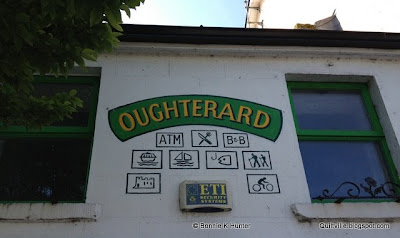 OUGHTERARD
ATM B&B
ETI
SECURITY
SYSTEMS
© Bonnie K Hunter Quiltville.blogspot.com